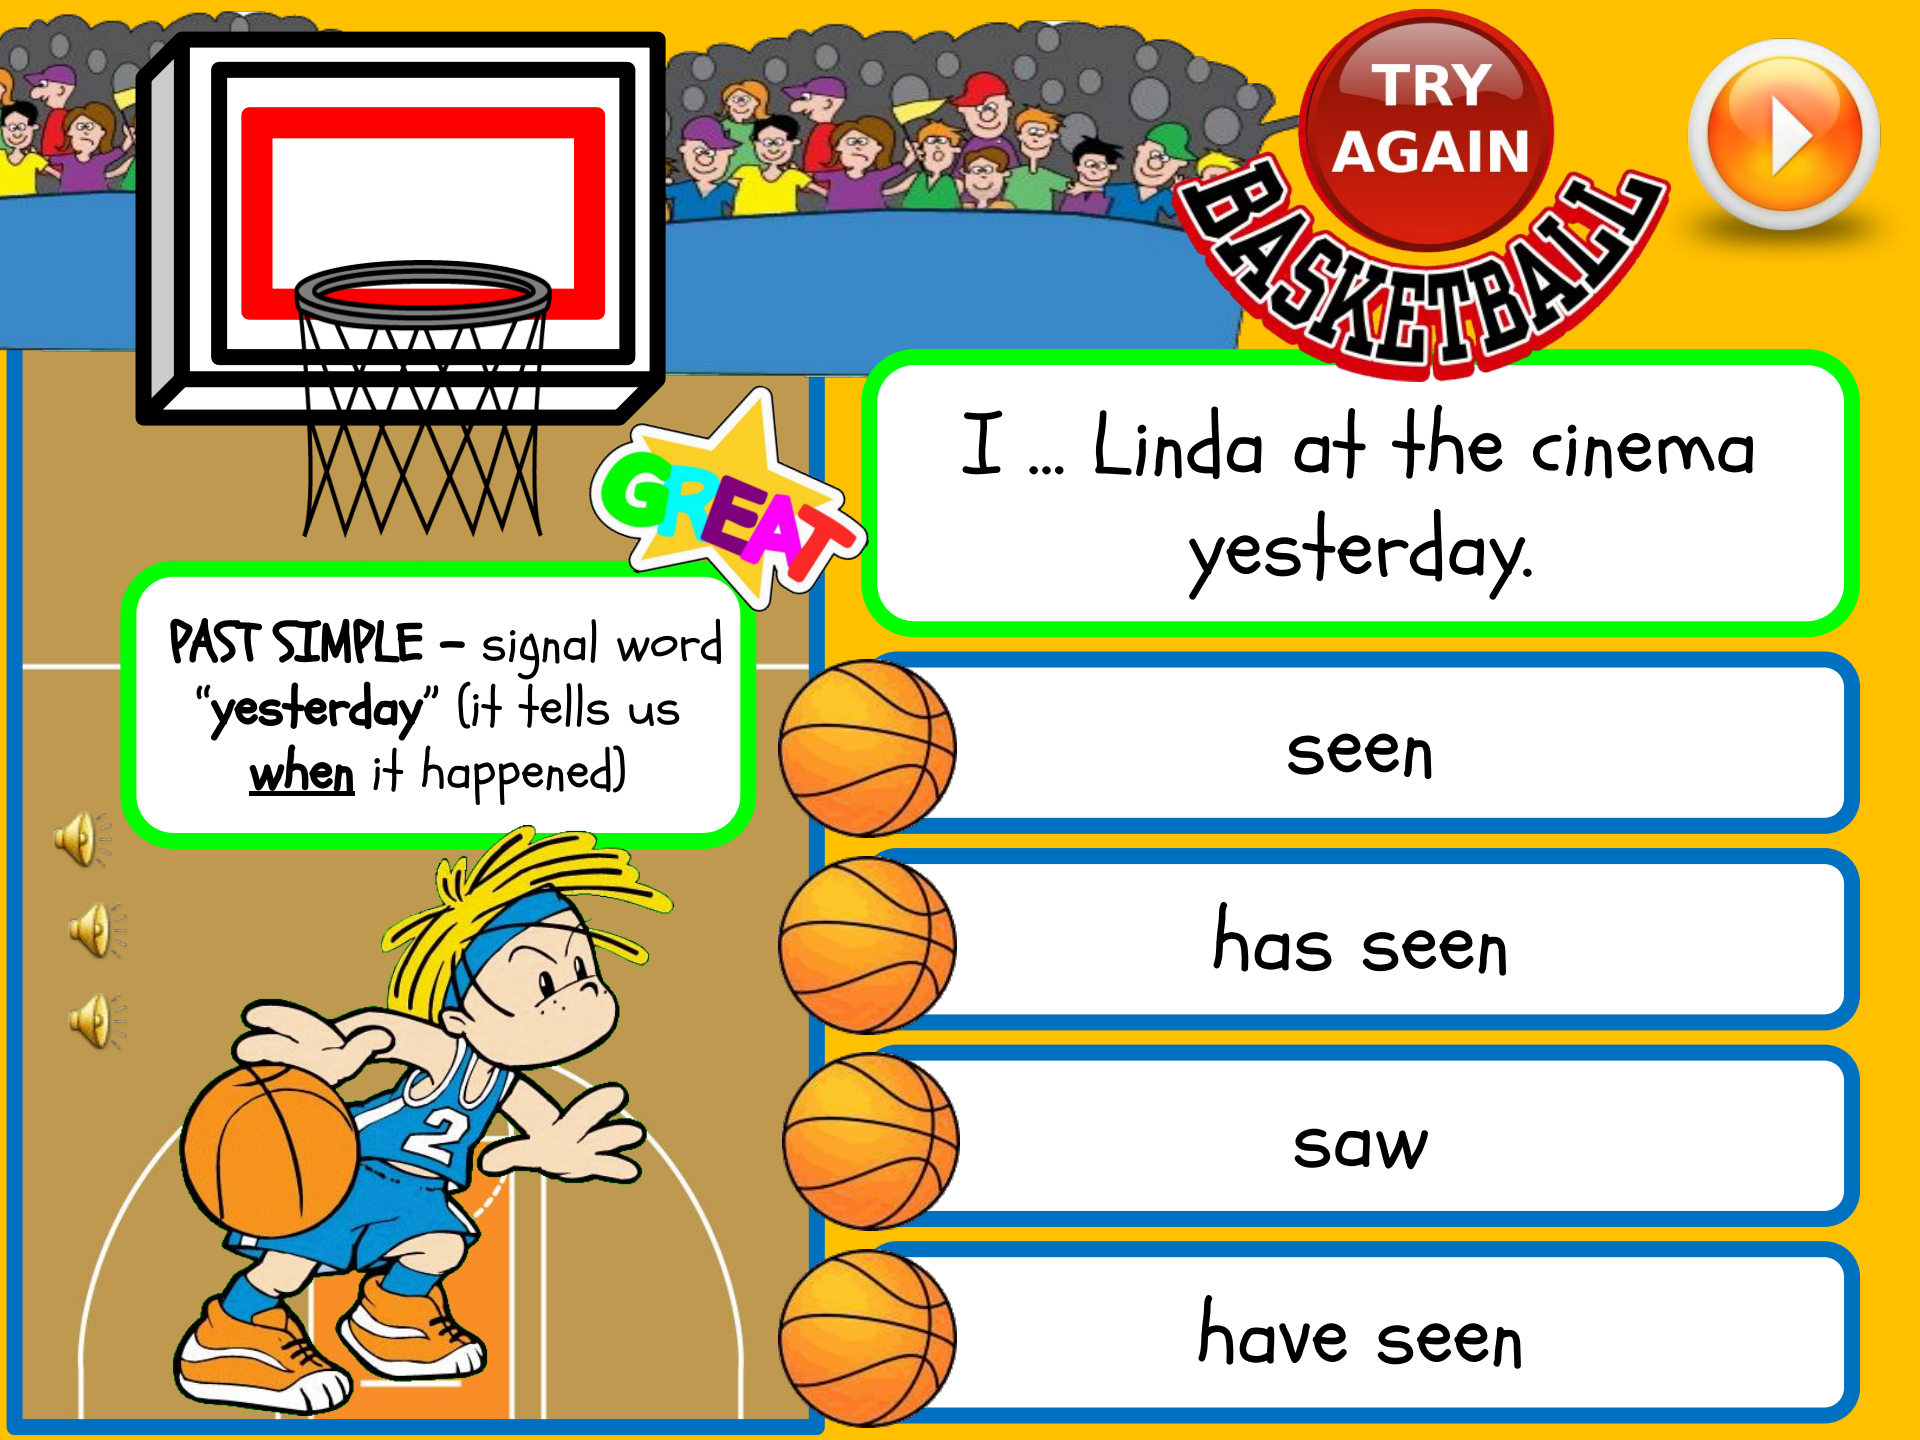 TRY
AGAIN
BASKETBALL
I ... Linda at the cinema
yesterday.
GREAT
PAST SIMPLE – signal word
“yesterday” (it tells us
when it happened)
seen
has seen
saw
have seen
2